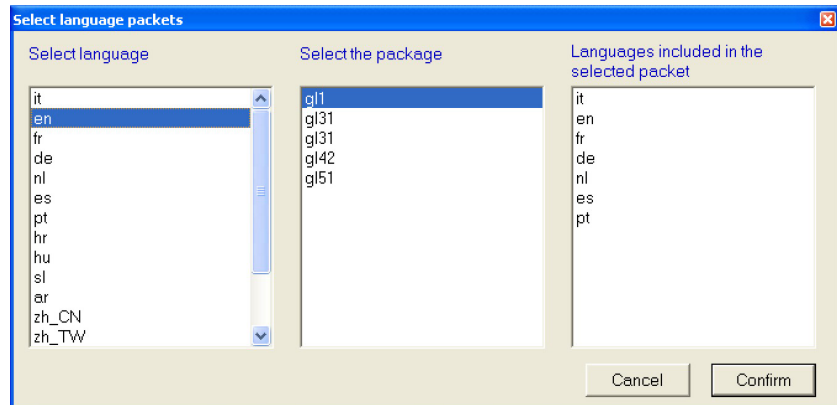 Select language packets
Select language
Select the package
Languages included in the
selected packet
it
en
fr
de
nl
es
pt
hr
hu
sl
ar
zh_CN
zh_TW
gl1
gl31
gl31
gl42
gl51
it
en
fr
de
nl
es
pt
Cancel
Confirm